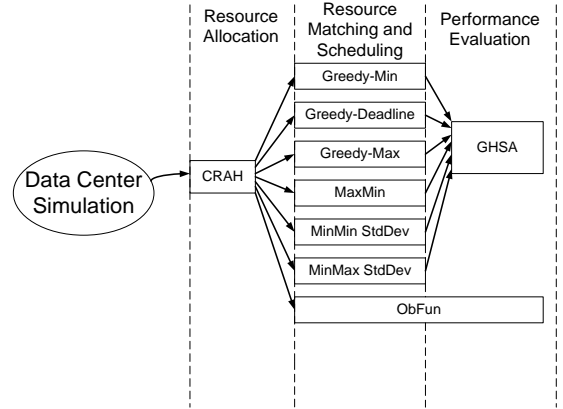 Resource
Allocation
Resource
Matching and
Scheduling
Performance
Evaluation
Data Center
Simulation
CRAH
Greedy-Min
Greedy-Deadline
Greedy-Max
MaxMin
MinMin StdDev
MinMax StdDev
ObFun
GHSA